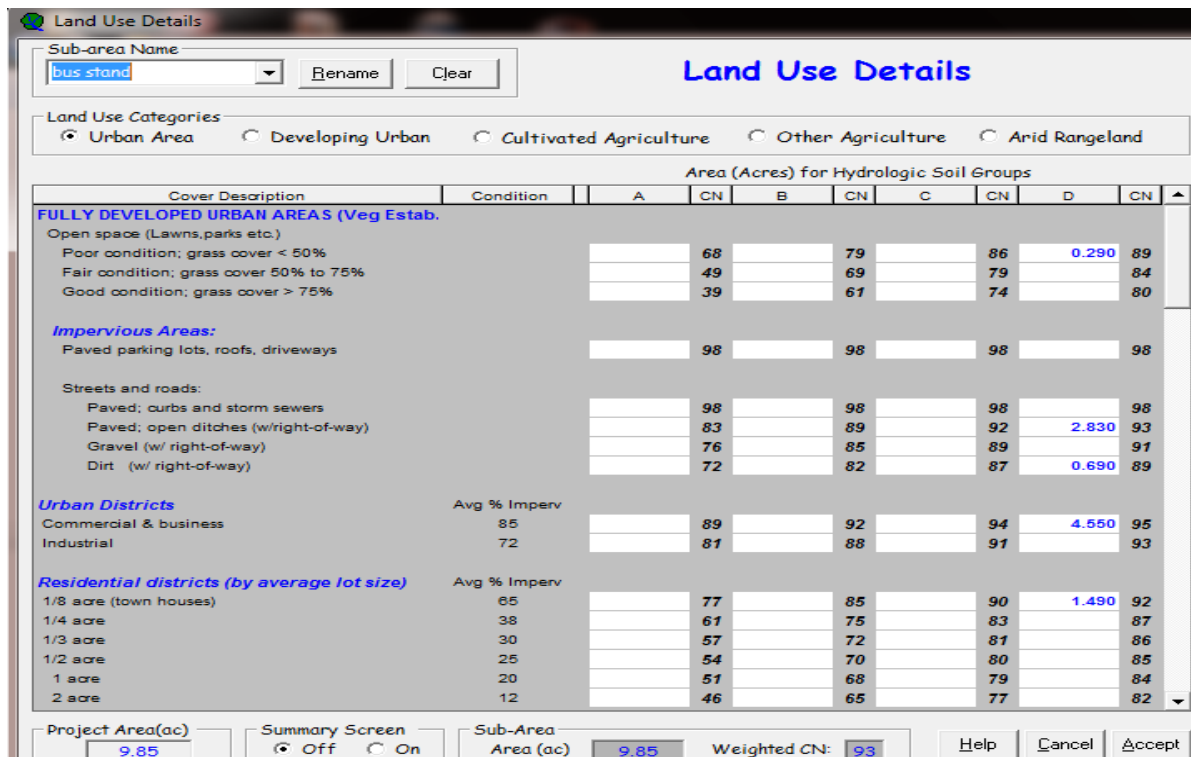 Land Use Details
Sub-area Name
bus stand Rename Clear
Land Use Details
Land Use Categories
Urban Area Developing Urban Cultivated Agriculture Other Agriculture Arid Rangeland
Area (Acres) for Hydrologic Soil Groups
Cover Description Condition A CN B CN C CN D CN
FULLY DEVELOPED URBAN AREAS (Veg Estab.
Open space (Lawns,parks etc.)
Poor condition; grass cover < 50% 68 79 86 0.290 89
Fair condition; grass cover 50% to 75% 49 69 79 84
Good condition; grass cover > 75% 39 61 74 80
Impervious Areas:
Paved parking lots, roofs, driveways 98 98 98 98
Streets and roads:
Paved; curbs and storm sewers 98 98 98 98
Paved; open ditches (w/right-of-way) 83 89 92 2.830 93
Gravel (w/ right-of-way) 76 85 89 91
Dirt (w/ right-of-way) 72 82 87 0.690 89
Urban Districts Avg % Imperv
Commercial & business 85 89 92 94 4.550 95
Industrial 72 81 88 91 93
Residential districts (by average lot size) Avg % Imperv
1/8 acre (town houses) 65 77 85 90 1.490 92
1/4 acre 38 61 75 83 87
1/3 acre 30 57 72 81 86
1/2 acre 25 54 70 80 85
1 acre 20 51 68 79 84
2 acre 12 46 65 77 82
Project Area(ac) Summary Screen Sub-Area
9.85 Off On Area (ac) 9.85 Weighted CN: 93 Help Cancel Accept